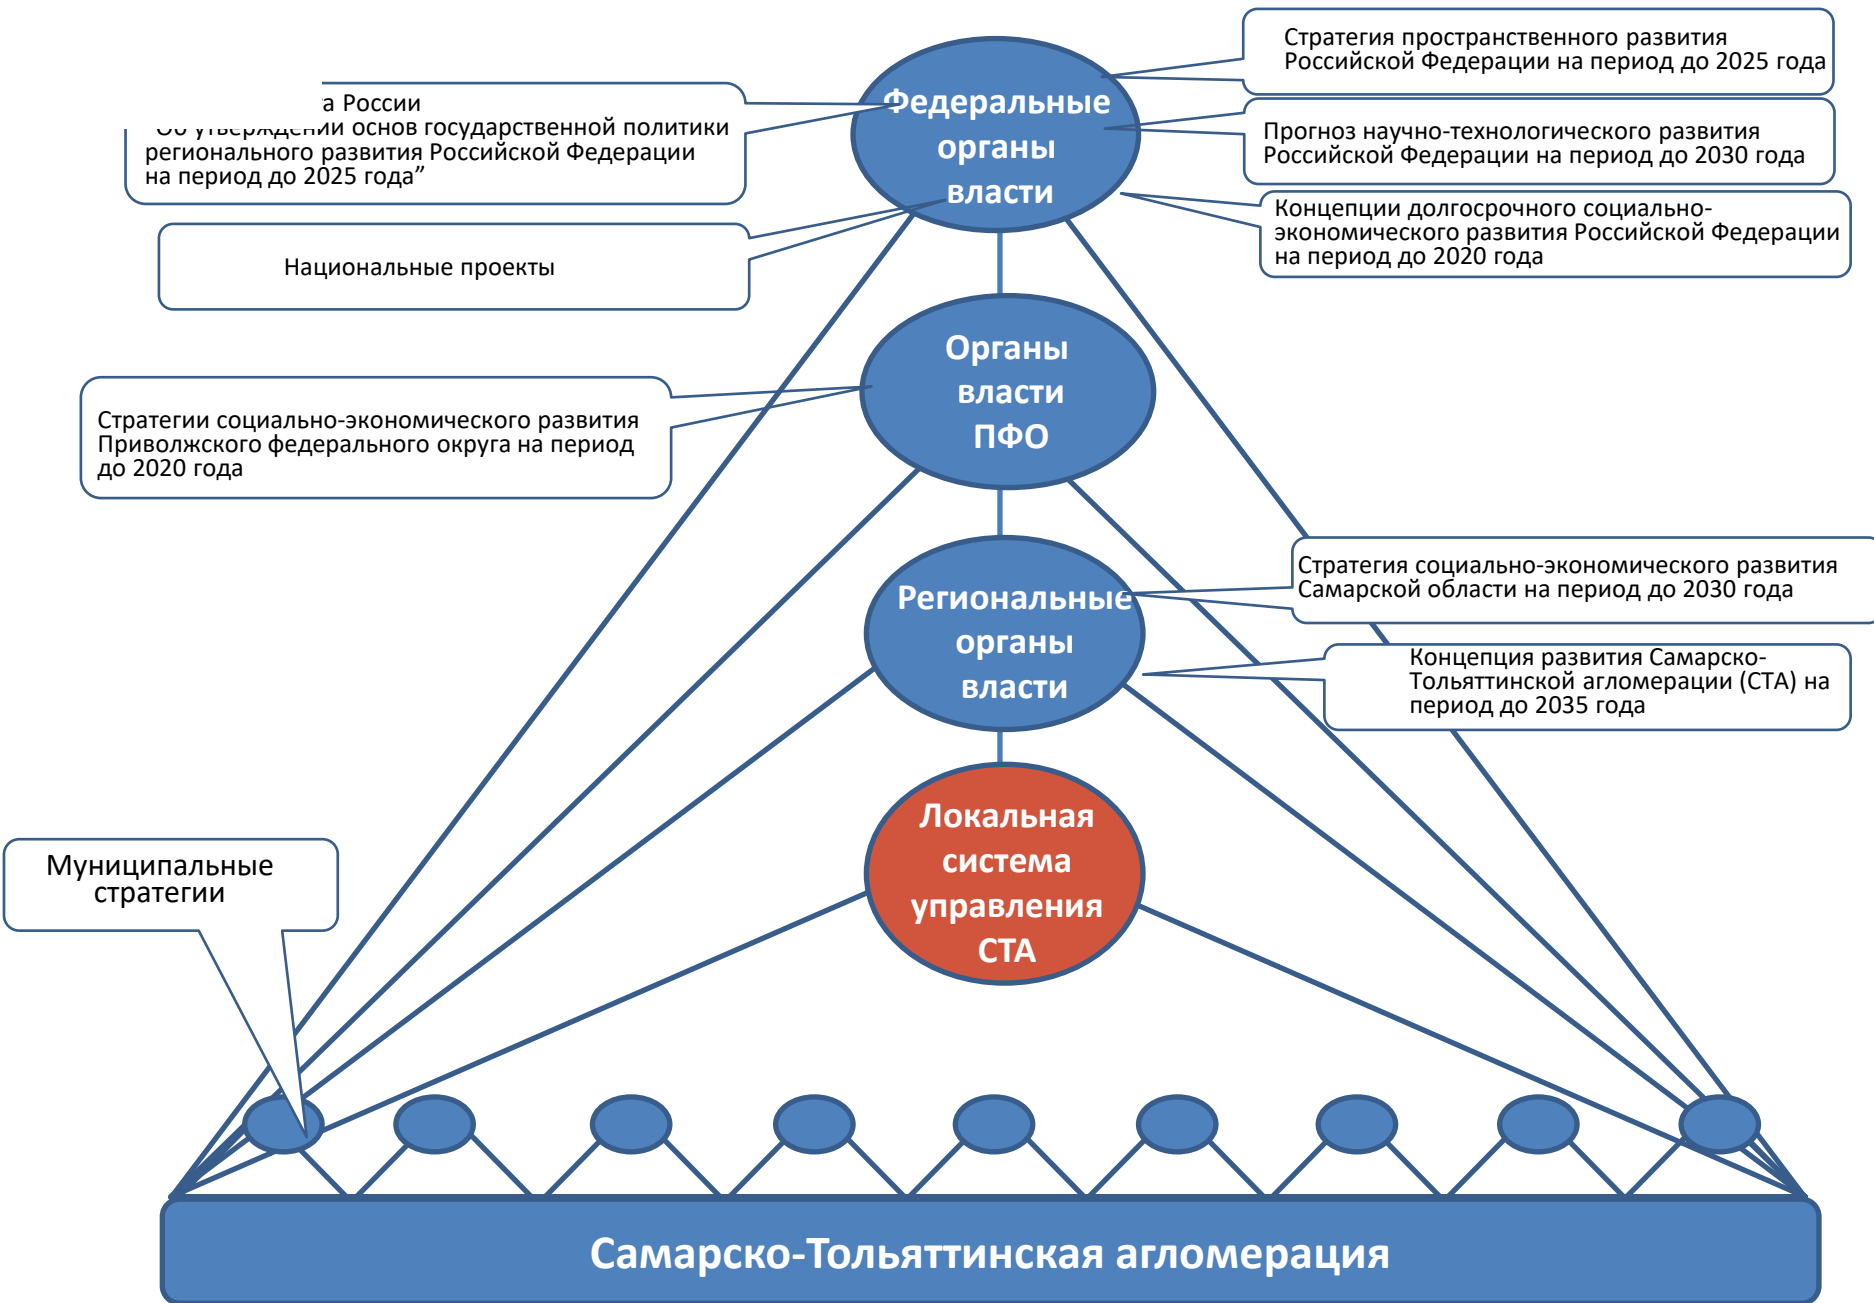 Стратегия пространственного развития
Российской Федерации на период до 2025 года
Федеральные
органы
власти
а России
“Об утверждении основ государственной политики
регионального развития Российской Федерации
на период до 2025 года”
Прогноз научно-технологического развития
Российской Федерации на период до 2030 года
Национальные проекты
Концепции долгосрочного социально-
экономического развития Российской Федерации
на период до 2020 года
Органы
власти
ПФО
Стратегии социально-экономического развития
Приволжского федерального округа на период
до 2020 года
Региональные
органы
власти
Стратегия социально-экономического развития
Самарской области на период до 2030 года
Концепция развития Самарско-
Тольяттинской агломерации (СТА) на
период до 2035 года
Локальная
система
управления
СТА
Муниципальные
стратегии
Самарско-Тольяттинская агломерация